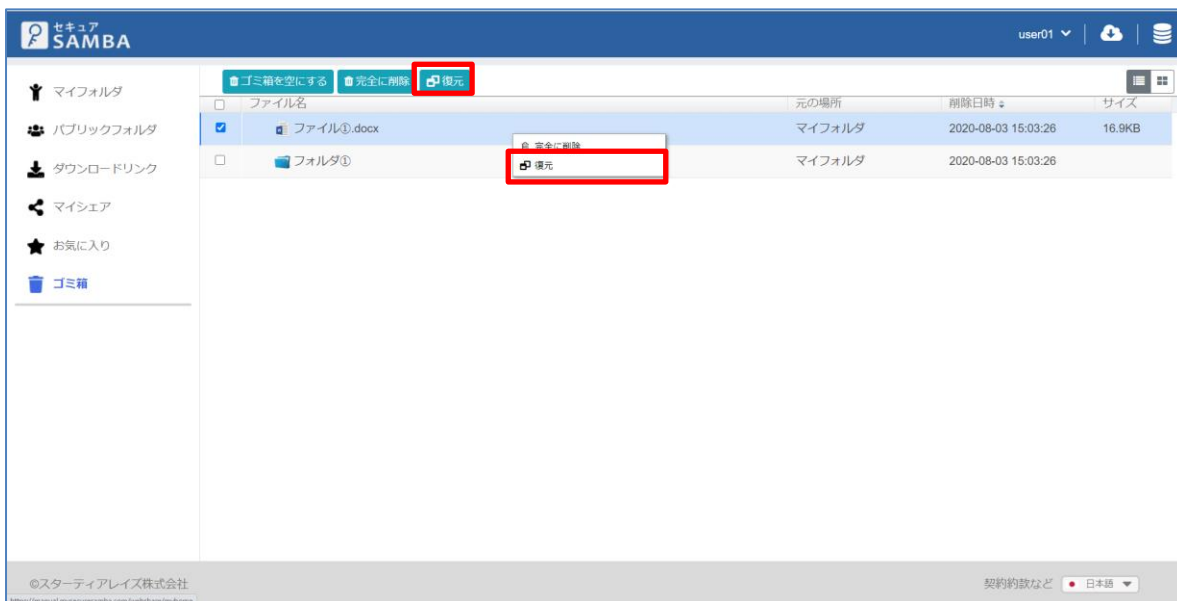 セキュア
SAMBA
user01
マイフォルダ
パブリックフォルダ
ダウンロードリンク
マイシェア
お気に入り
ゴミ箱
ゴミ箱を空にする 完全に削除 復元
ファイル名 元の場所 削除日時 サイズ
ファイル①.docx マイフォルダ 2020-08-03 15:03:26 16.9KB
完全に削除
フォルダ① マイフォルダ 2020-08-03 15:03:26
復元
©スターティアレイズ株式会社
契約約款など 日本語